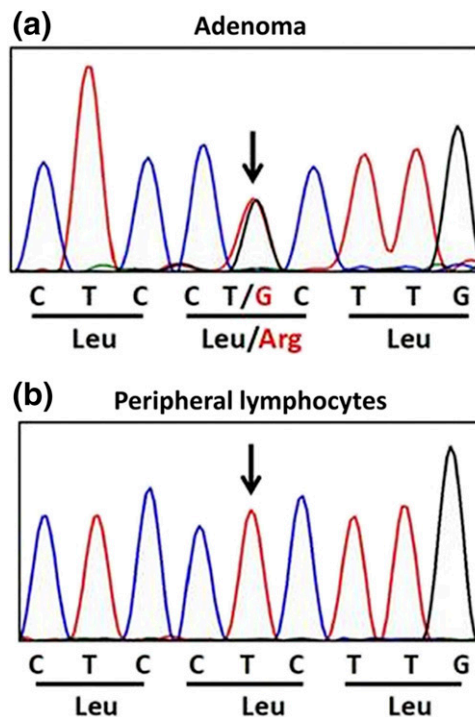 (a) Adenoma
C T C C T/G C T T G
Leu Leu/Arg Leu
(b) Peripheral lymphocytes
C T C C T C T T G
Leu Leu Leu